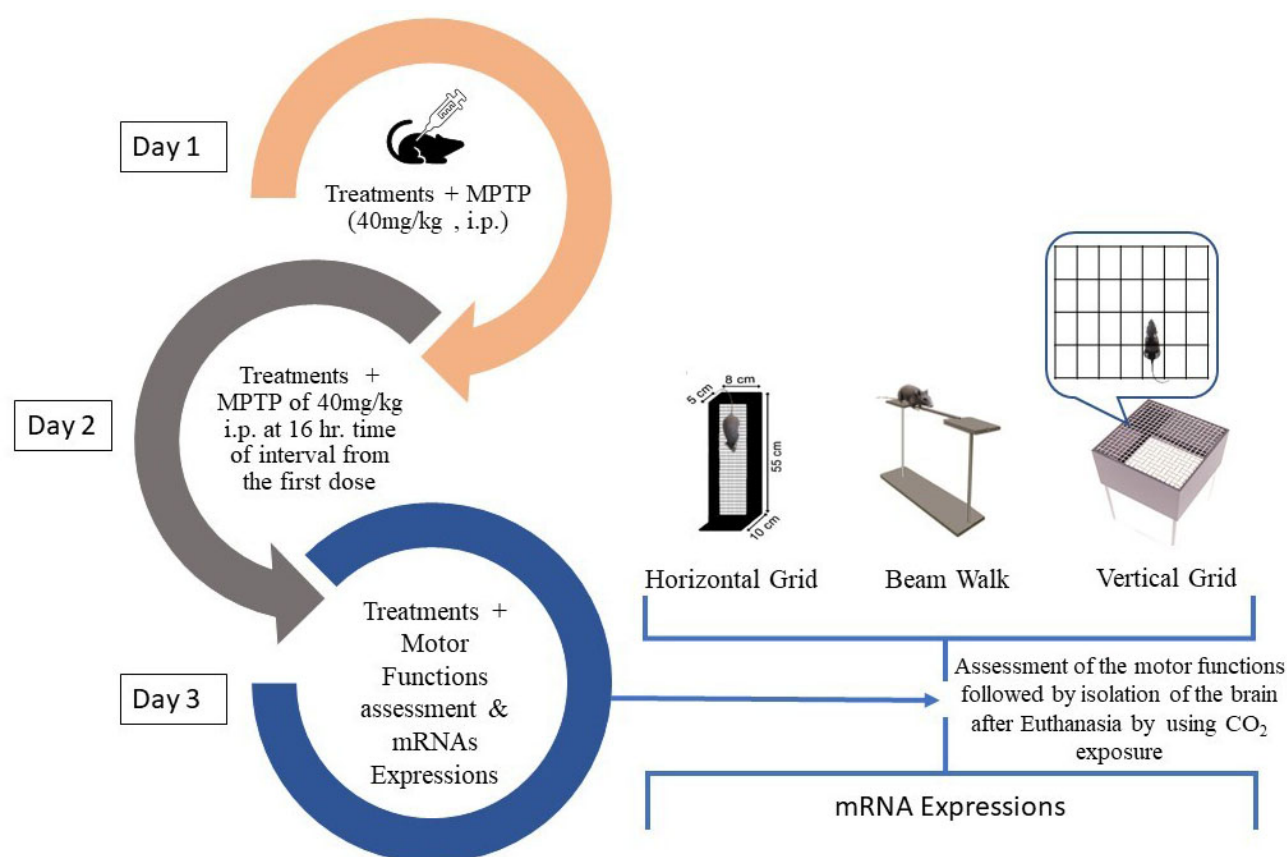 Day 1
Treatments + MPTP
(40mg/kg , i.p.)
Day 2
Treatments +
MPTP of 40mg/kg
i.p. at 16 hr. time
of interval from
the first dose
Day 3
Treatments +
Motor
Functions
assessment &
mRNAs
Expressions
5 cm
8 cm
55 cm
10 cm
Horizontal Grid
Beam Walk
Vertical Grid
Assessment of the motor functions
followed by isolation of the brain
after Euthanasia by using CO₂
exposure
mRNA Expressions